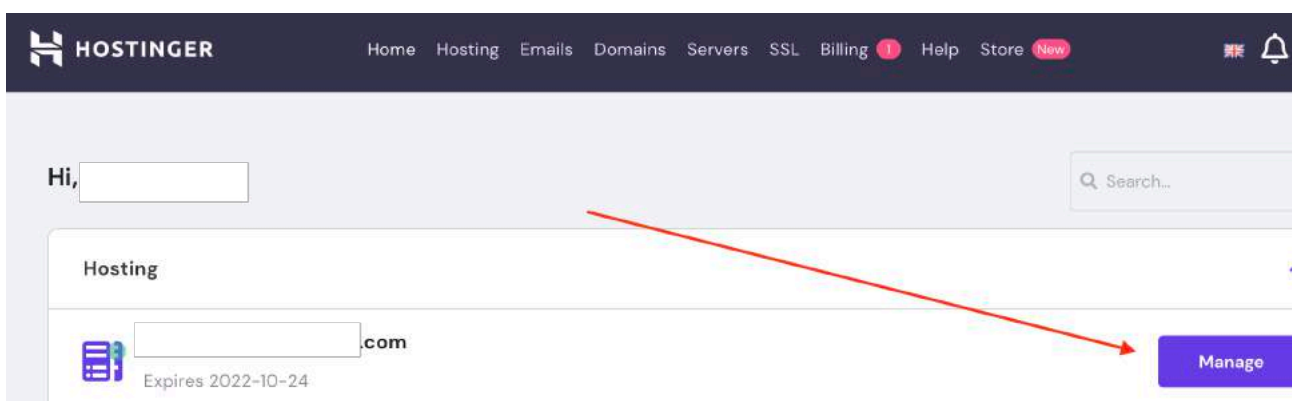 HOSTINGER Home Hosting Emails Domains Servers SSL Billing 1 Help Store New
Hi,
Search...
Hosting
.com
Expires 2022-10-24
Manage